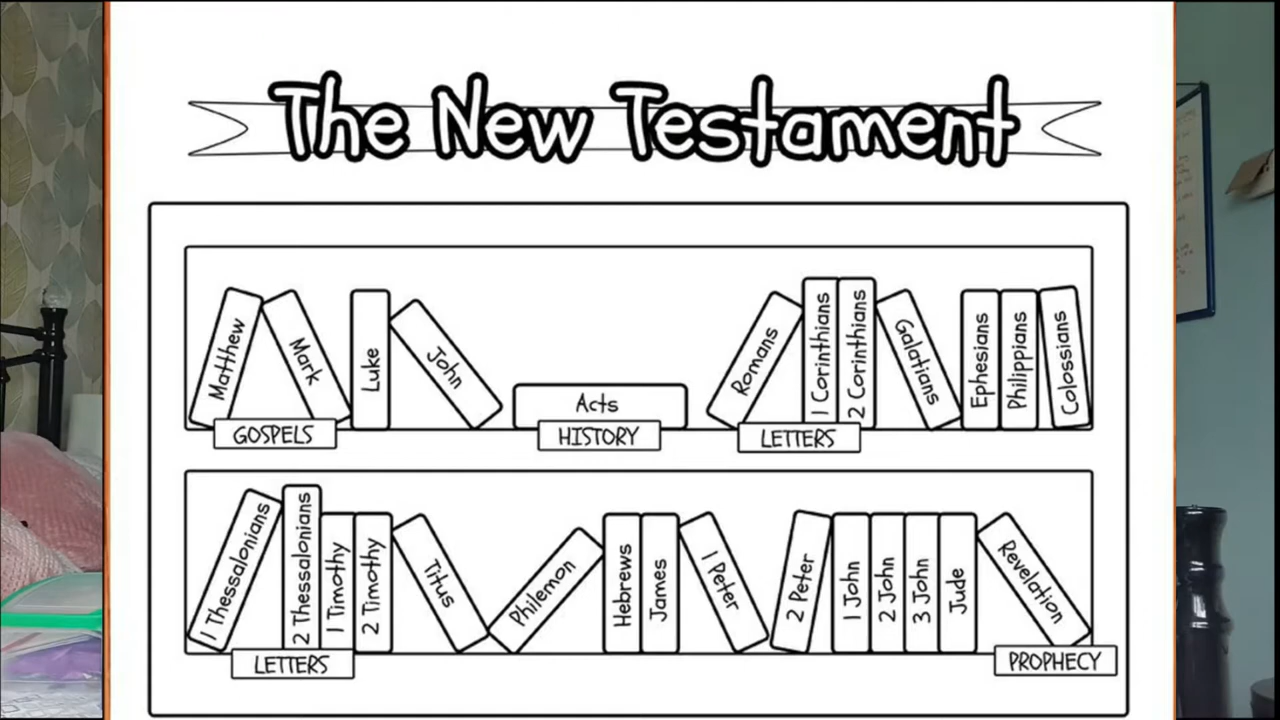 The New Testament
Matthew
Mark
Luke
John
Acts
Romans
1 Corinthians
2 Corinthians
Galatians
Ephesians
Philippians
Colossians
GOSPELS
HISTORY
LETTERS
1 Thessalonians
2 Thessalonians
1 Timothy
2 Timothy
Titus
Philemon
Hebrews
James
1 Peter
2 Peter
1 John
2 John
3 John
Jude
Revelation
LETTERS
PROPHECY